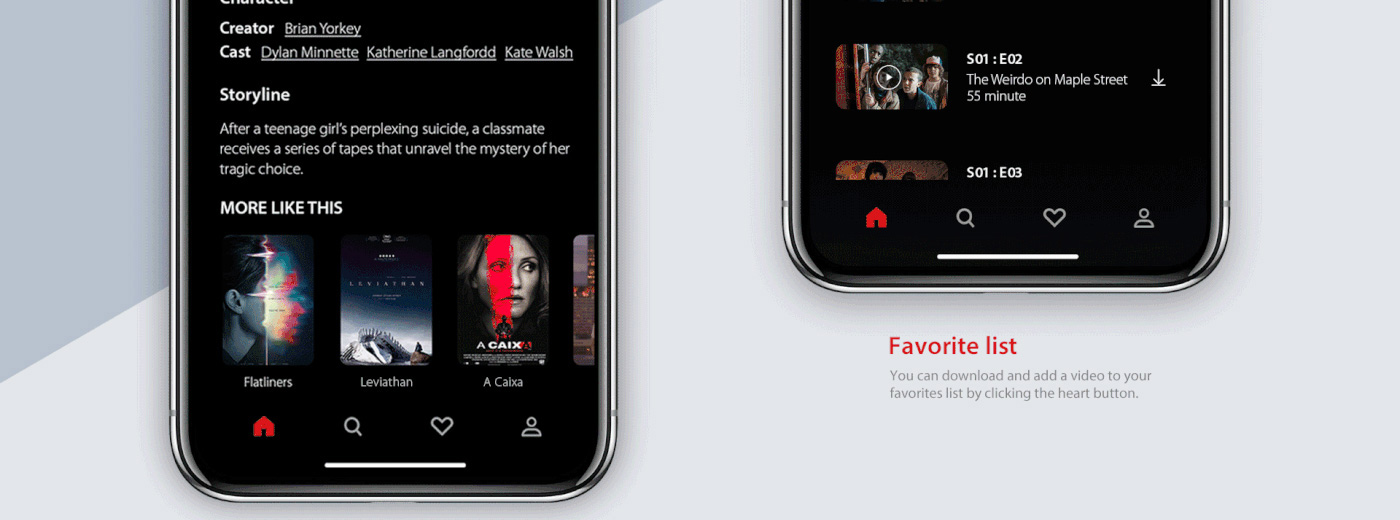 Character
Creator Brian Yorkey
Cast Dylan Minnette Katherine Langfordd Kate Walsh
Storyline
After a teenage girl's perplexing suicide, a classmate
receives a series of tapes that unravel the mystery of her
tragic choice.
MORE LIKE THIS
LEVIATHAN
A CAIXA
Flatliners Leviathan A Caixa
S01 : E02
The Weirdo on Maple Street
55 minute
S01 : E03
Favorite list
You can download and add a video to your
favorites list by clicking the heart button.